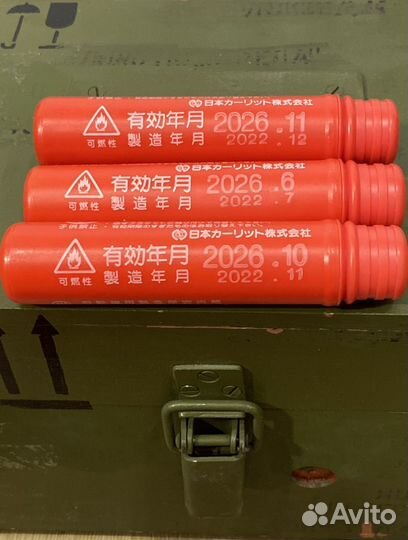 日本カーリット株式会社
有効年月 2026.11
可燃性 製造年月 2022.12
有効年月 2026.6
可燃性 製造年月 2022.7
日本カーリット株式会社
有効年月 2026.10
可燃性 製造年月 2022.11
Avito